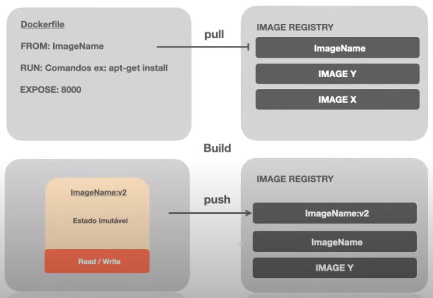 Dockerfile
FROM: ImageName
RUN: Comandos ex: apt-get install
EXPOSE: 8000
pull
IMAGE REGISTRY
ImageName
IMAGE Y
IMAGE X
Build
ImageName:v2
Estado Imutável
Read / Write
push
IMAGE REGISTRY
ImageName:v2
ImageName
IMAGE Y